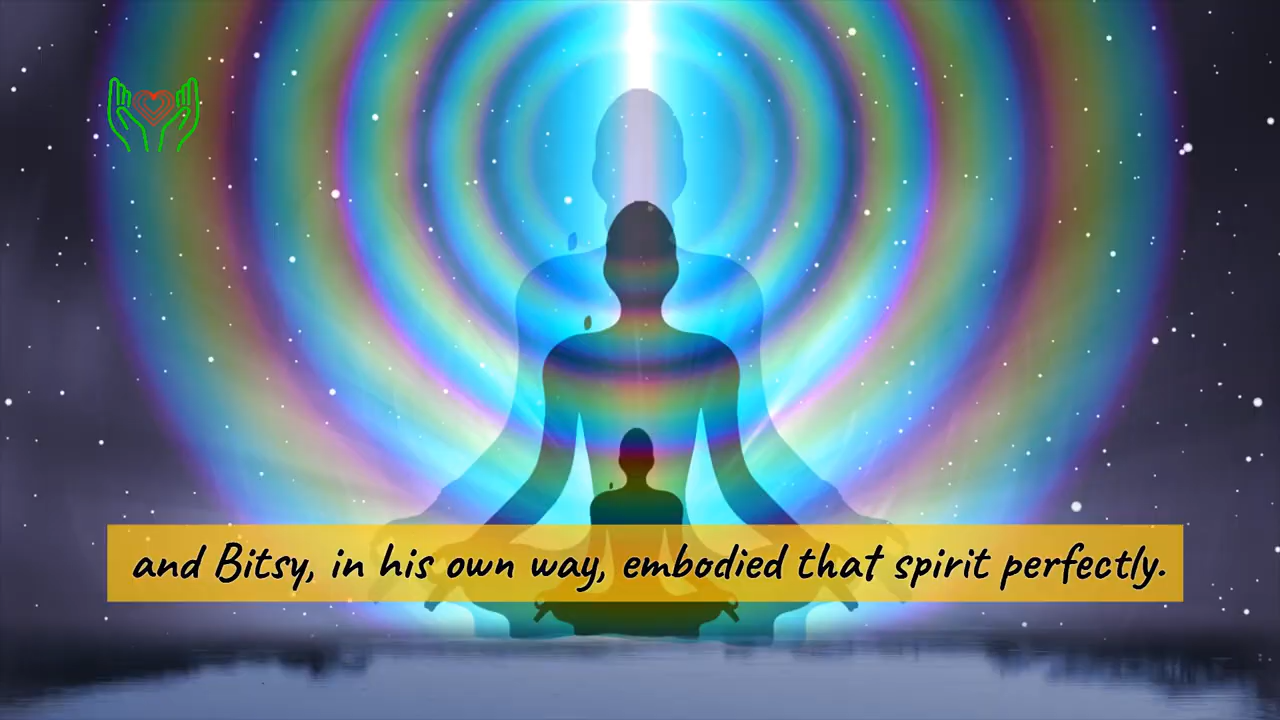 and Bitsy, in his own way, embodied that spirit perfectly.